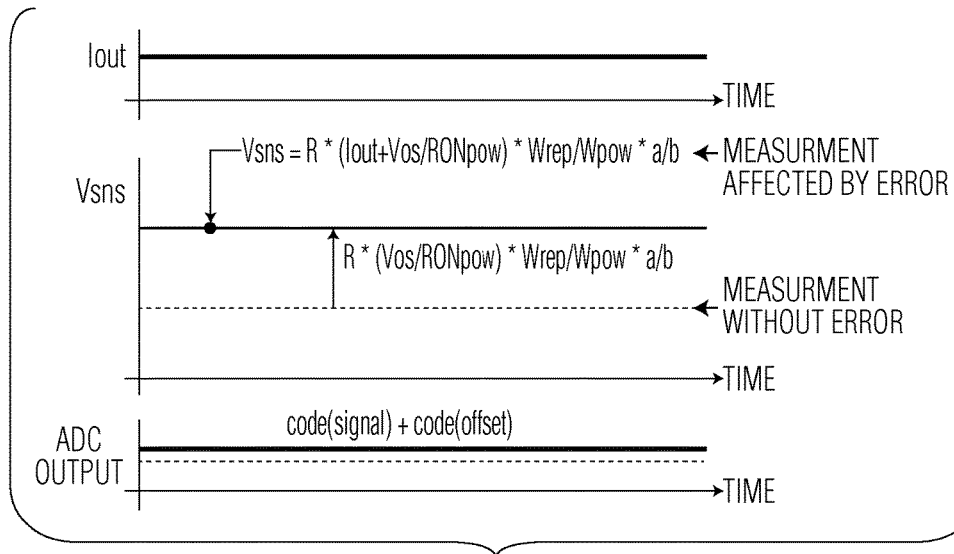 Iout
TIME
Vsns = R * (Iout+Vos/RONpow) * Wrep/Wpow * a/b
MEASURMENT
AFFECTED BY ERROR
Vsns
R * (Vos/RONpow) * Wrep/Wpow * a/b
MEASURMENT
WITHOUT ERROR
TIME
code(signal) + code(offset)
ADC
OUTPUT
TIME